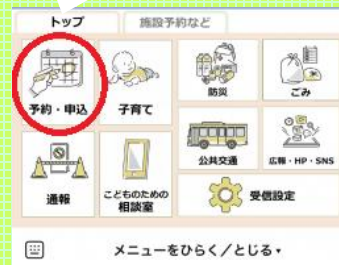 トップ
施設予約など
予約・申込
子育て
防災
ごみ
通報
こどものための
相談室
公共交通
広報・HP・SNS
受信設定
メニューをひらく／とじる▾